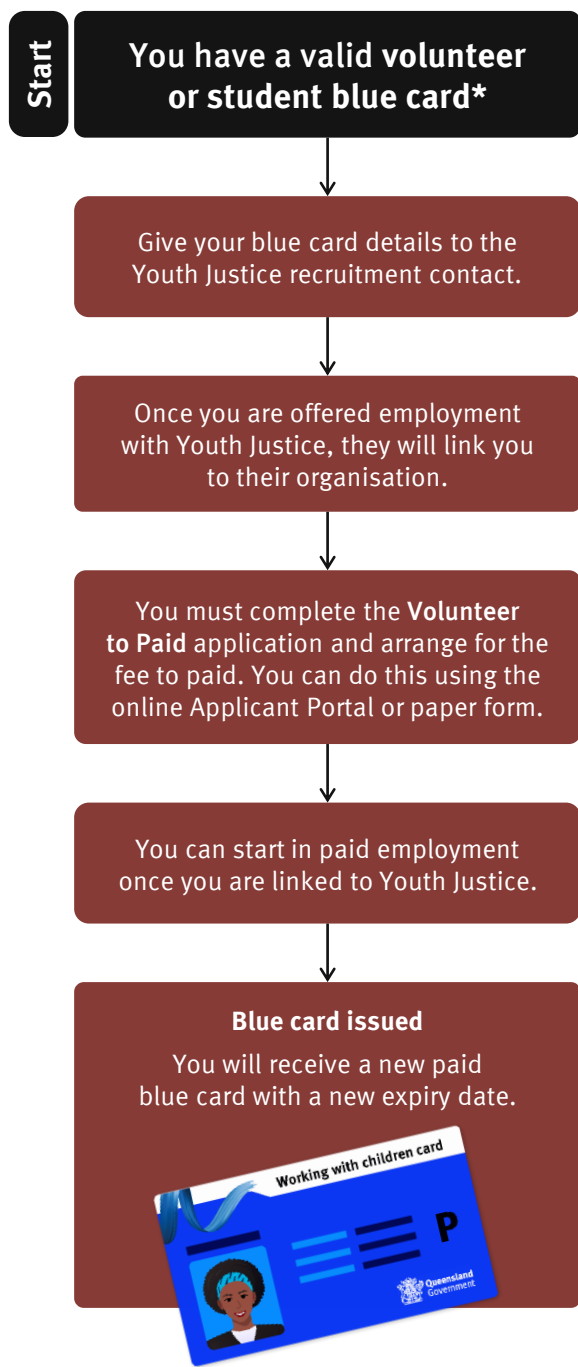 Start
You have a valid volunteer
or student blue card*
Give your blue card details to the
Youth Justice recruitment contact.
Once you are offered employment
with Youth Justice, they will link you
to their organisation.
You must complete the Volunteer
to Paid application and arrange for the
fee to paid. You can do this using the
online Applicant Portal or paper form.
You can start in paid employment
once you are linked to Youth Justice.
Blue card issued
You will receive a new paid
blue card with a new expiry date.
Working with children card
P
Queensland
Government